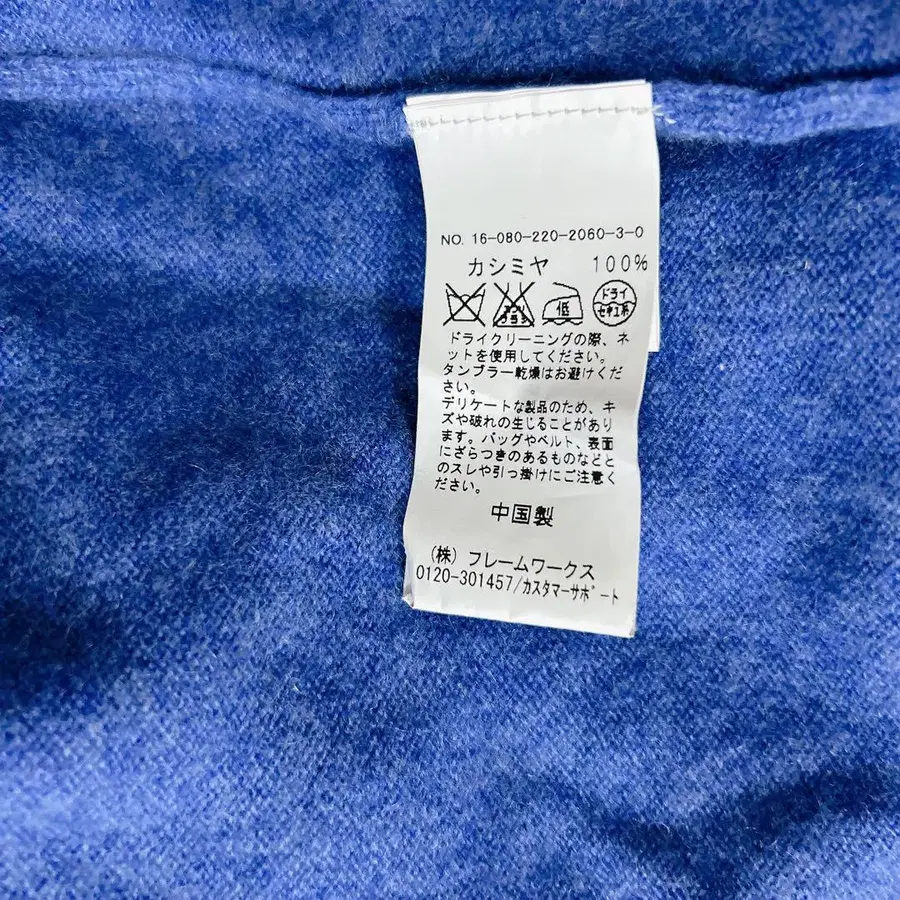 NO. 16-080-220-2060-3-0
カシミヤ 100%
エンソ サラシ 低 ドライ
セキユ系
ドライクリーニングの際、ネ
ットを使用してください。
タンブラー乾燥はお避けくだ
さい。
デリケートな製品のため、キ
ズや破れの生じることがあり
ます。バッグやベルト、表面
にざらつきのあるものなどと
のスレや引っ掛けにご注意く
ださい。
中国製
(株) フレームワークス
0120-301457/カスタマーサポート